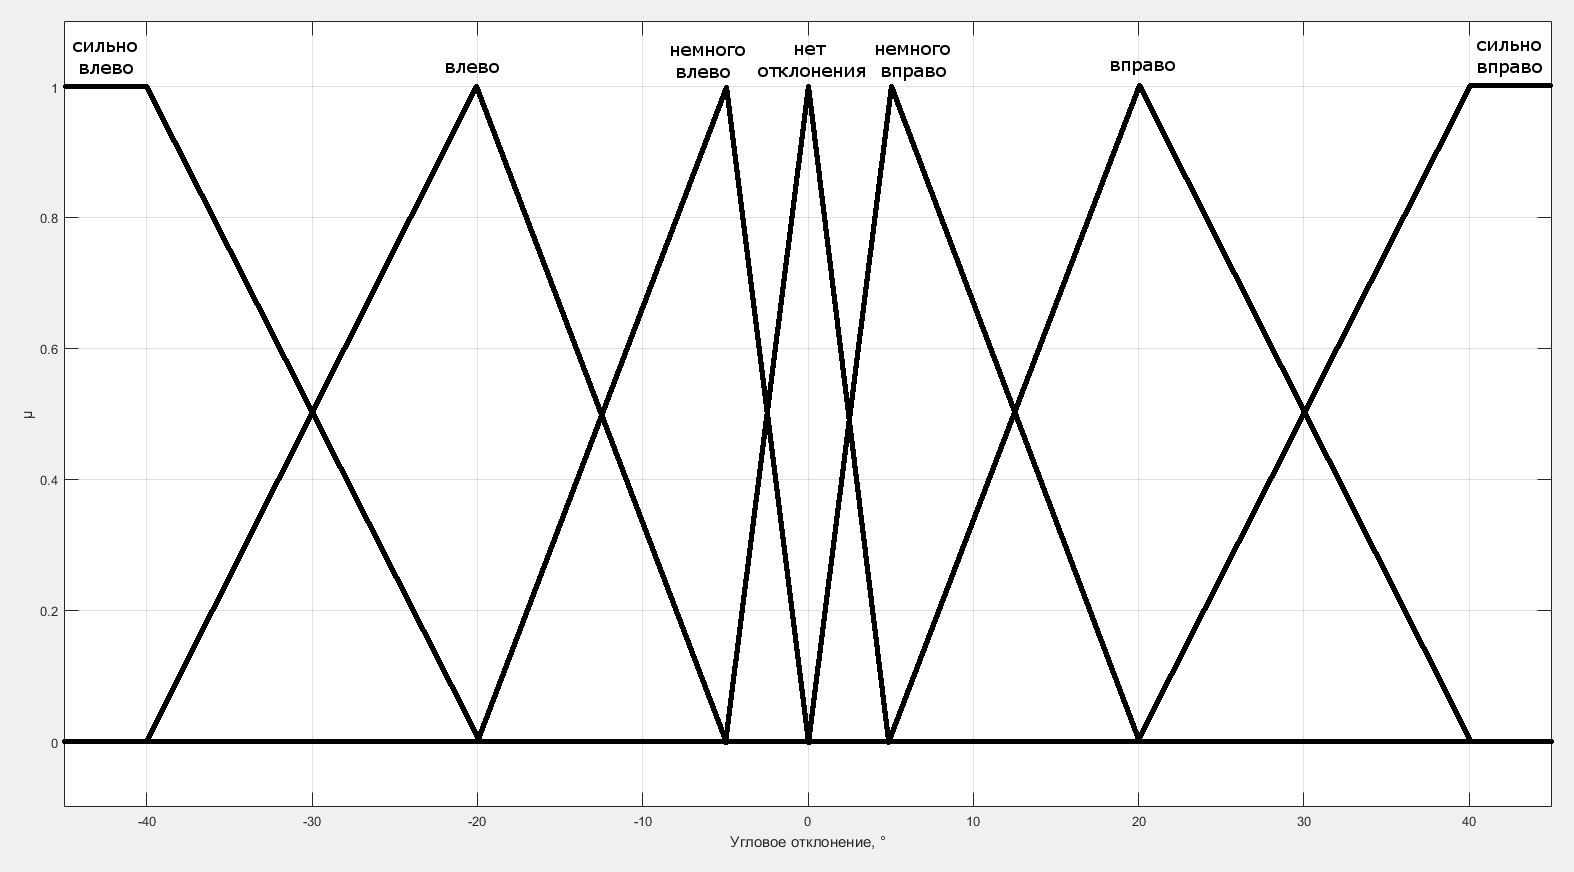 сильно
влево
влево
немного
влево
нет
отклонения
немного
вправо
вправо
сильно
вправо
1
0.8
0.6
0.4
0.2
0
μ
-40
-30
-20
-10
0
10
20
30
40
Угловое отклонение, °